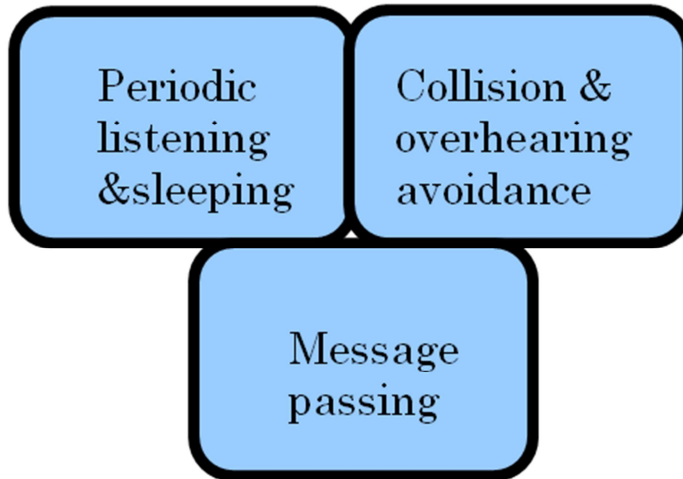 Periodic
listening
&sleeping
Collision &
overhearing
avoidance
Message
passing